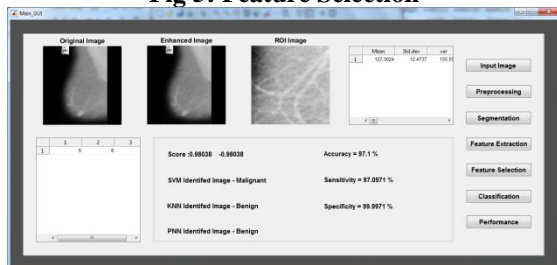 Fig 3: Feature Selection
Main_GUI
Original Image
Enhanced Image
ROI Image
Mean Std.dev var
1 127.3024 12.4737
Input Image
Preprocessing
Segmentation
Feature Extraction
Feature Selection
Classification
Performance
1 2 3
1 5 6
Score :0.98038 -0.98038
Accuracy = 97.1 %
SVM Identifed Image - Malignant
Sensitivity = 97.0971 %
KNN Identifed Image - Benign
Specificity = 99.9971 %
PNN Identifed Image - Benign